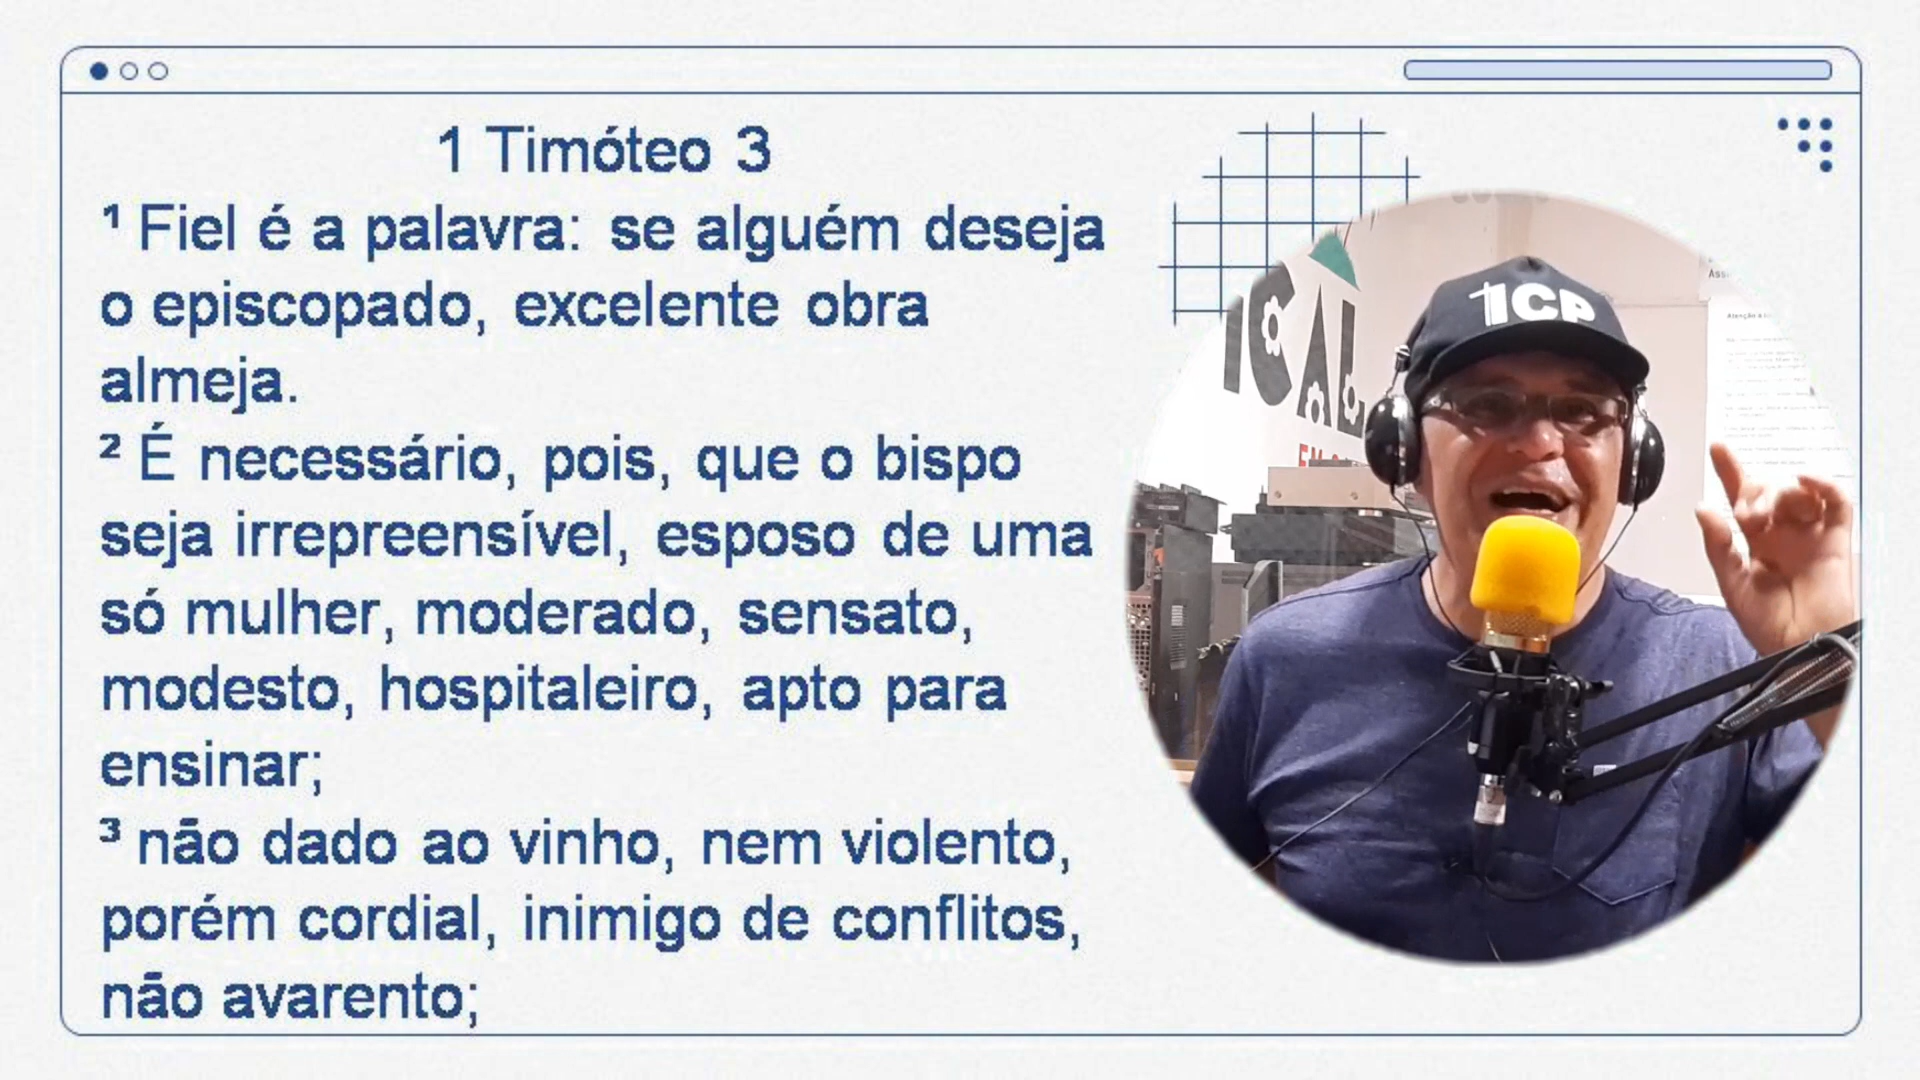 1 Timóteo 3
¹ Fiel é a palavra: se alguém deseja
o episcopado, excelente obra
almeja.
² É necessário, pois, que o bispo
seja irrepreensível, esposo de uma
só mulher, moderado, sensato,
modesto, hospitaleiro, apto para
ensinar;
³ não dado ao vinho, nem violento,
porém cordial, inimigo de conflitos,
não avarento;
ICAL
ICP